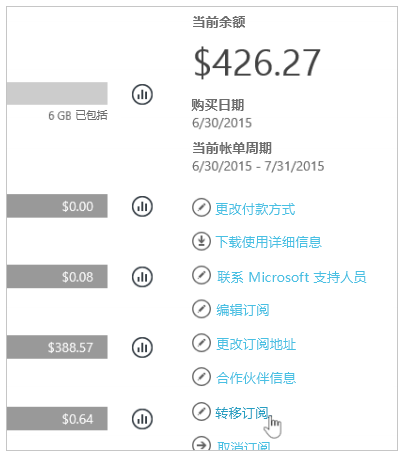 当前余额
$426.27
6 GB 已包括
购买日期
6/30/2015
当前帐单周期
6/30/2015 - 7/31/2015
$0.00
更改付款方式
下载使用详细信息
$0.08
联系 Microsoft 支持人员
编辑订阅
$388.57
更改订阅地址
合作伙伴信息
$0.64
转移订阅
取消订阅